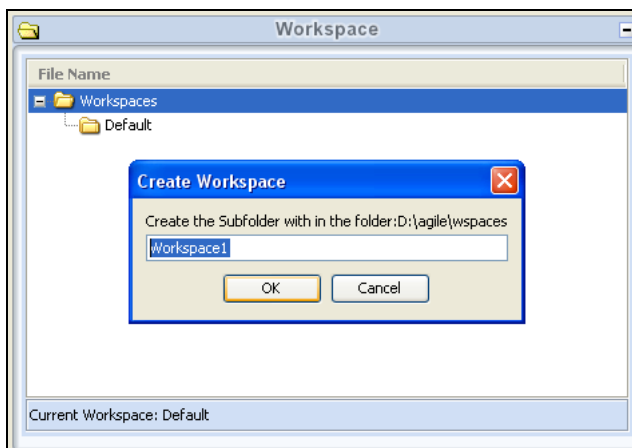 Workspace
File Name
Workspaces
Default
Create Workspace
Create the Subfolder with in the folder:D:\agile\wspaces
Workspace1
OK
Cancel
Current Workspace: Default